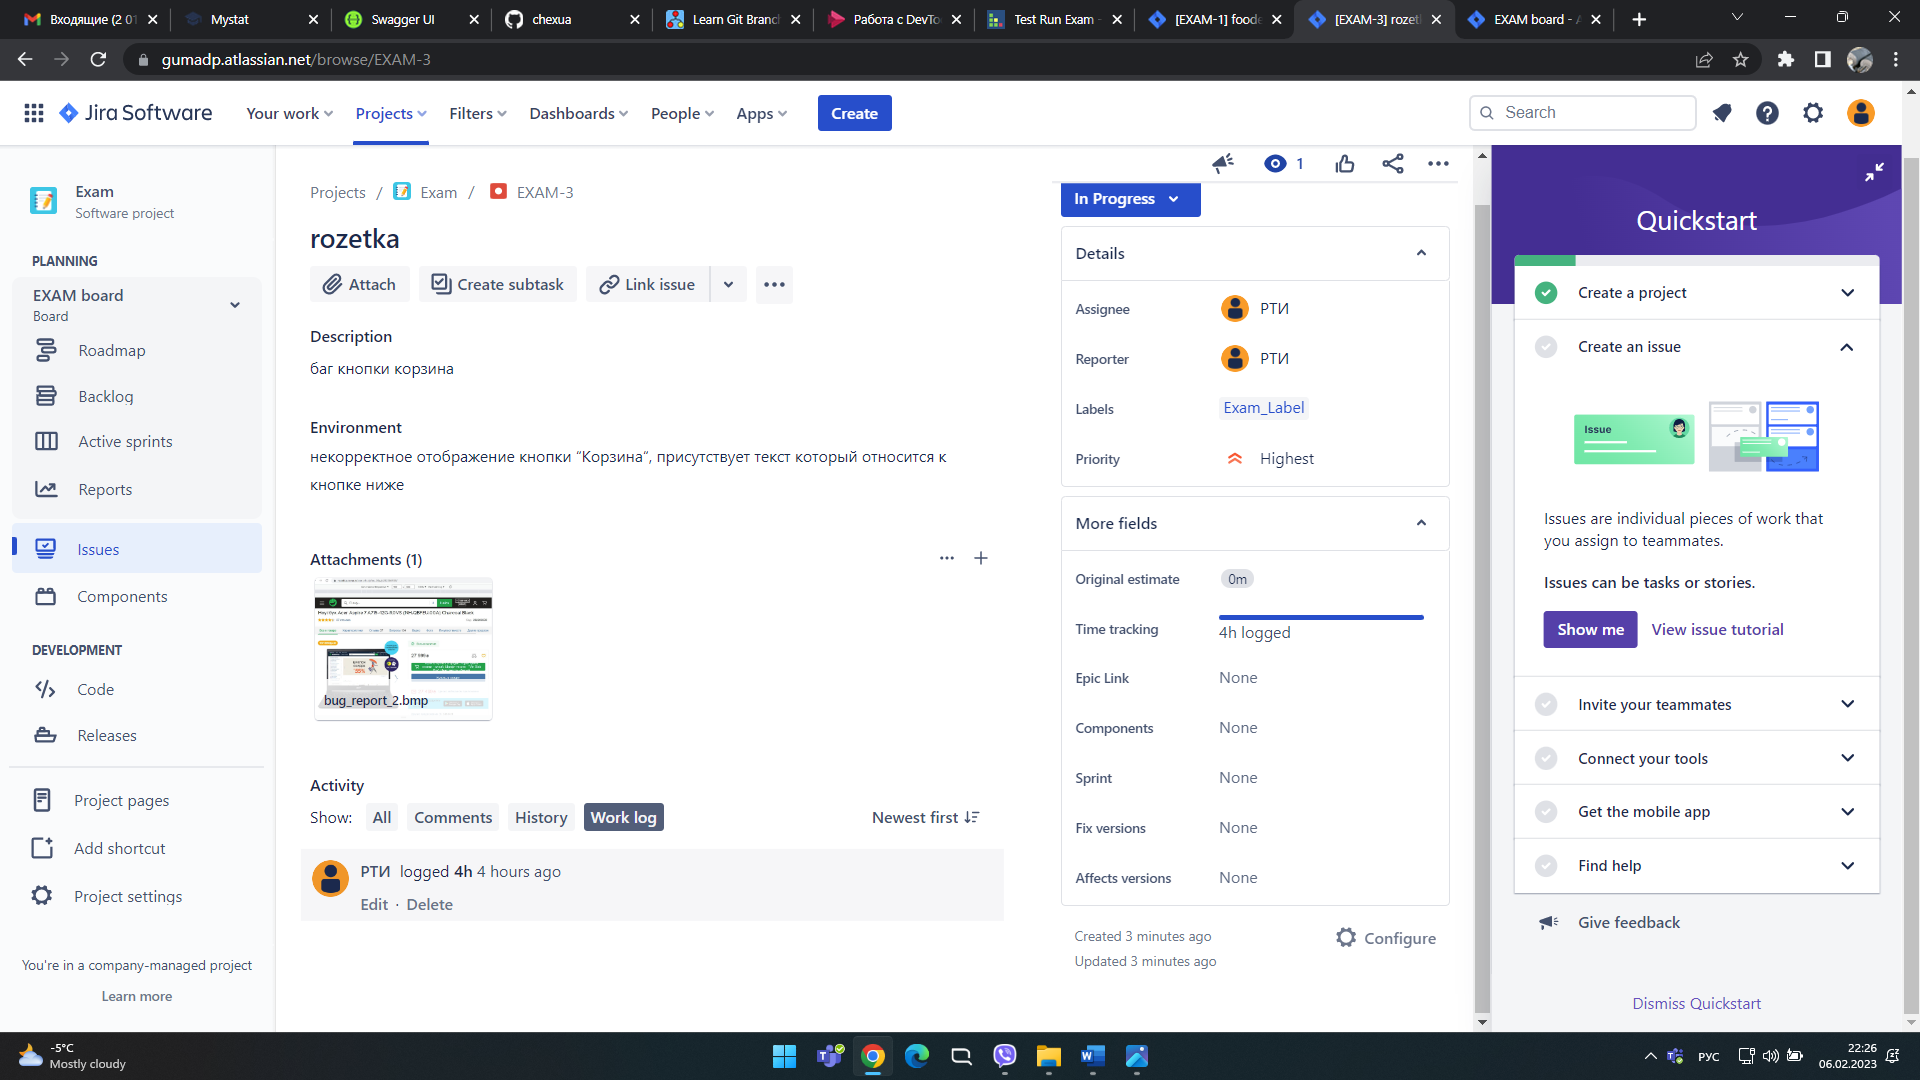 Входящие (2 01
Mystat
Swagger UI
chexua
Learn Git Branc
Работа с DevTo
Test Run Exam -
[EXAM-1] foode
[EXAM-3] rozetl
EXAM board - A
gumadp.atlassian.net/browse/EXAM-3
Jira Software
Your work
Projects
Filters
Dashboards
People
Apps
Create
Search
Exam
Software project
PLANNING
EXAM board
Board
Roadmap
Backlog
Active sprints
Reports
Issues
Components
DEVELOPMENT
Code
Releases
Project pages
Add shortcut
Project settings
You're in a company-managed project
Learn more
Projects / Exam / EXAM-3
rozetka
Attach
Create subtask
Link issue
Description
баг кнопки корзина
Environment
некорректное отображение кнопки “Корзина“, присутствует текст который относится к
кнопке ниже
Attachments (1)
bug_report_2.bmp
Activity
Show:
All
Comments
History
Work log
Newest first
РТИ logged 4h 4 hours ago
Edit · Delete
1
In Progress
Details
Assignee
РТИ
Reporter
РТИ
Labels
Exam_Label
Priority
Highest
More fields
Original estimate
0m
Time tracking
4h logged
Epic Link
None
Components
None
Sprint
None
Fix versions
None
Affects versions
None
Created 3 minutes ago
Updated 3 minutes ago
Configure
Quickstart
Create a project
Create an issue
Issue
Issues are individual pieces of work that
you assign to teammates.
Issues can be tasks or stories.
Show me
View issue tutorial
Invite your teammates
Connect your tools
Get the mobile app
Find help
Give feedback
Dismiss Quickstart
-5°C
Mostly cloudy
РУС
22:26
06.02.2023